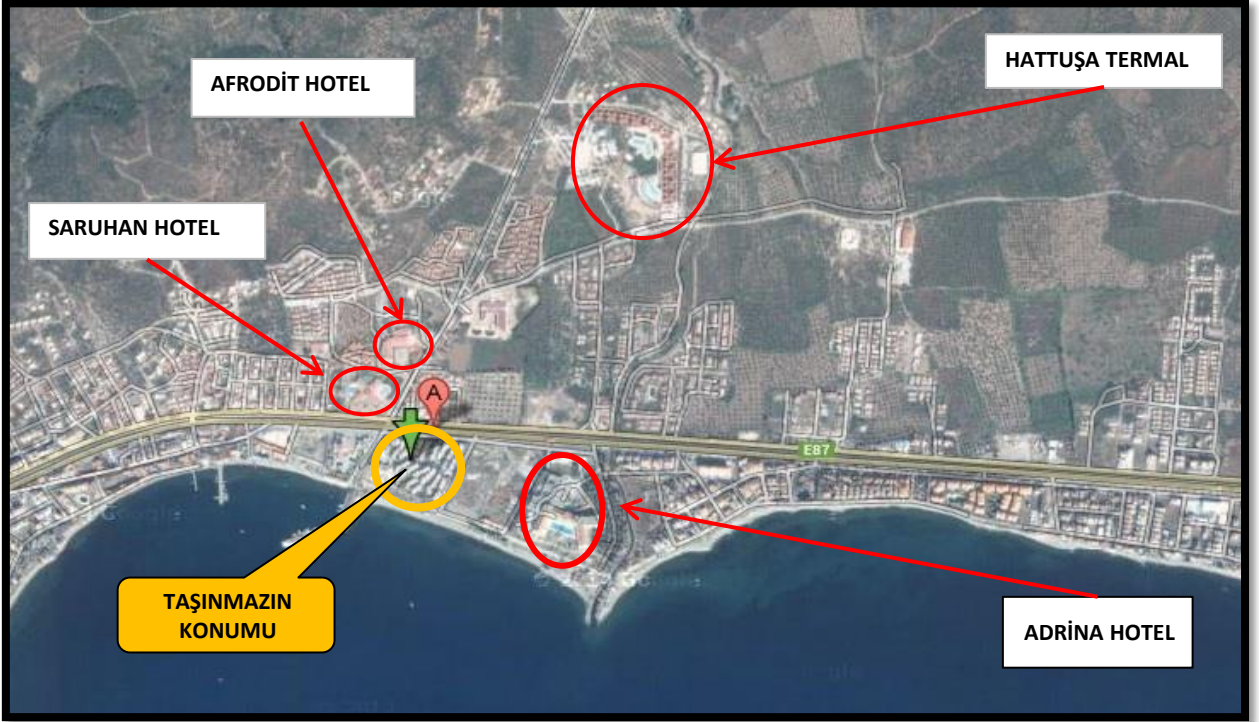 HATTUŞA TERMAL
AFRODİT HOTEL
SARUHAN HOTEL
A
E87
TAŞINMAZIN
KONUMU
ADRİNA HOTEL